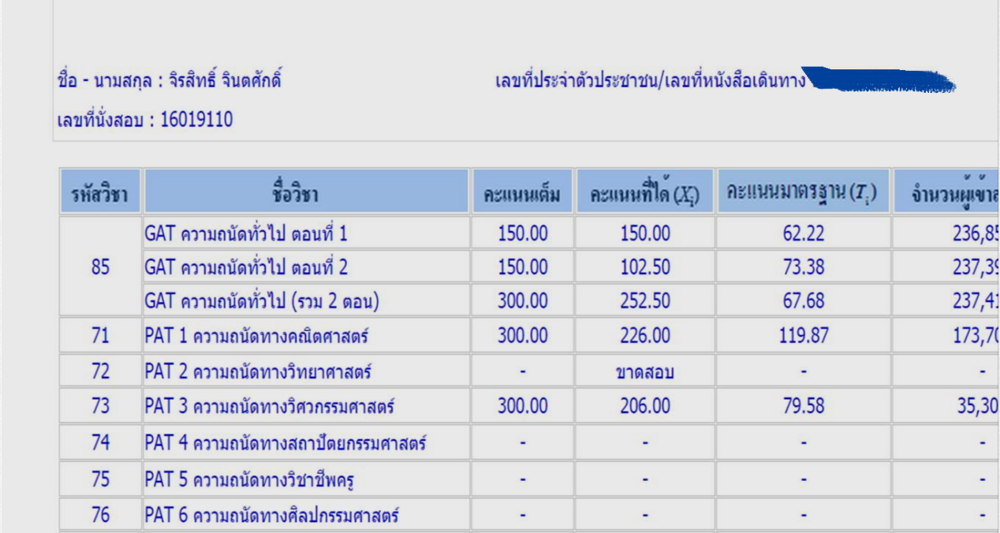 ชื่อ - นามสกุล : จิรสิทธิ์ จินตศักดิ์ เลขที่ประจำตัวประชาชน/เลขที่หนังสือเดินทาง
เลขที่นั่งสอบ : 16019110
รหัสวิชา ชื่อวิชา คะแนนเต็ม คะแนนที่ได้ (Xi) คะแนนมาตรฐาน (Ti)
GAT ความถนัดทั่วไป ตอนที่ 1 150.00 150.00 62.22 236,85
85 GAT ความถนัดทั่วไป ตอนที่ 2 150.00 102.50 73.38 237,39
GAT ความถนัดทั่วไป (รวม 2 ตอน) 300.00 252.50 67.68 237,41
71 PAT 1 ความถนัดทางคณิตศาสตร์ 300.00 226.00 119.87 173,70
72 PAT 2 ความถนัดทางวิทยาศาสตร์ - ขาดสอบ - -
73 PAT 3 ความถนัดทางวิศวกรรมศาสตร์ 300.00 206.00 79.58 35,30
74 PAT 4 ความถนัดทางสถาปัตยกรรมศาสตร์ - - - -
75 PAT 5 ความถนัดทางวิชาชีพครู - - - -
76 PAT 6 ความถนัดทางศิลปกรรมศาสตร์ - - - -